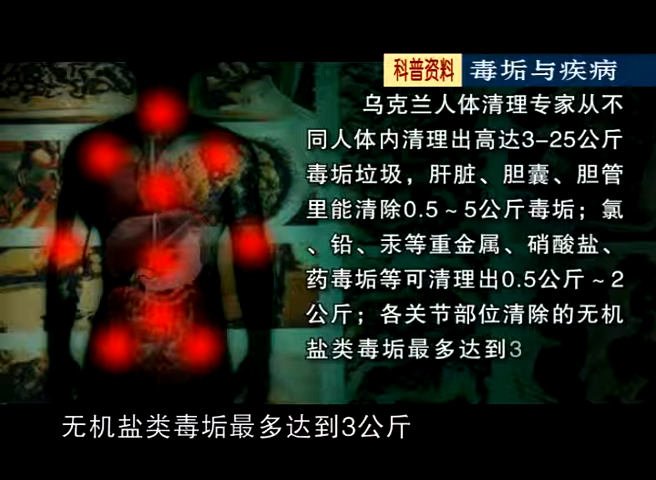 科普资料 毒垢与疾病
乌克兰人体清理专家从不
同人体内清理出高达3-25公斤
毒垢垃圾，肝脏、胆囊、胆管
里能清除0.5～5公斤毒垢；氯
、铅、汞等重金属、硝酸盐、
药毒垢等可清理出0.5公斤～2
公斤；各关节部位清除的无机
盐类毒垢最多达到3
无机盐类毒垢最多达到3公斤